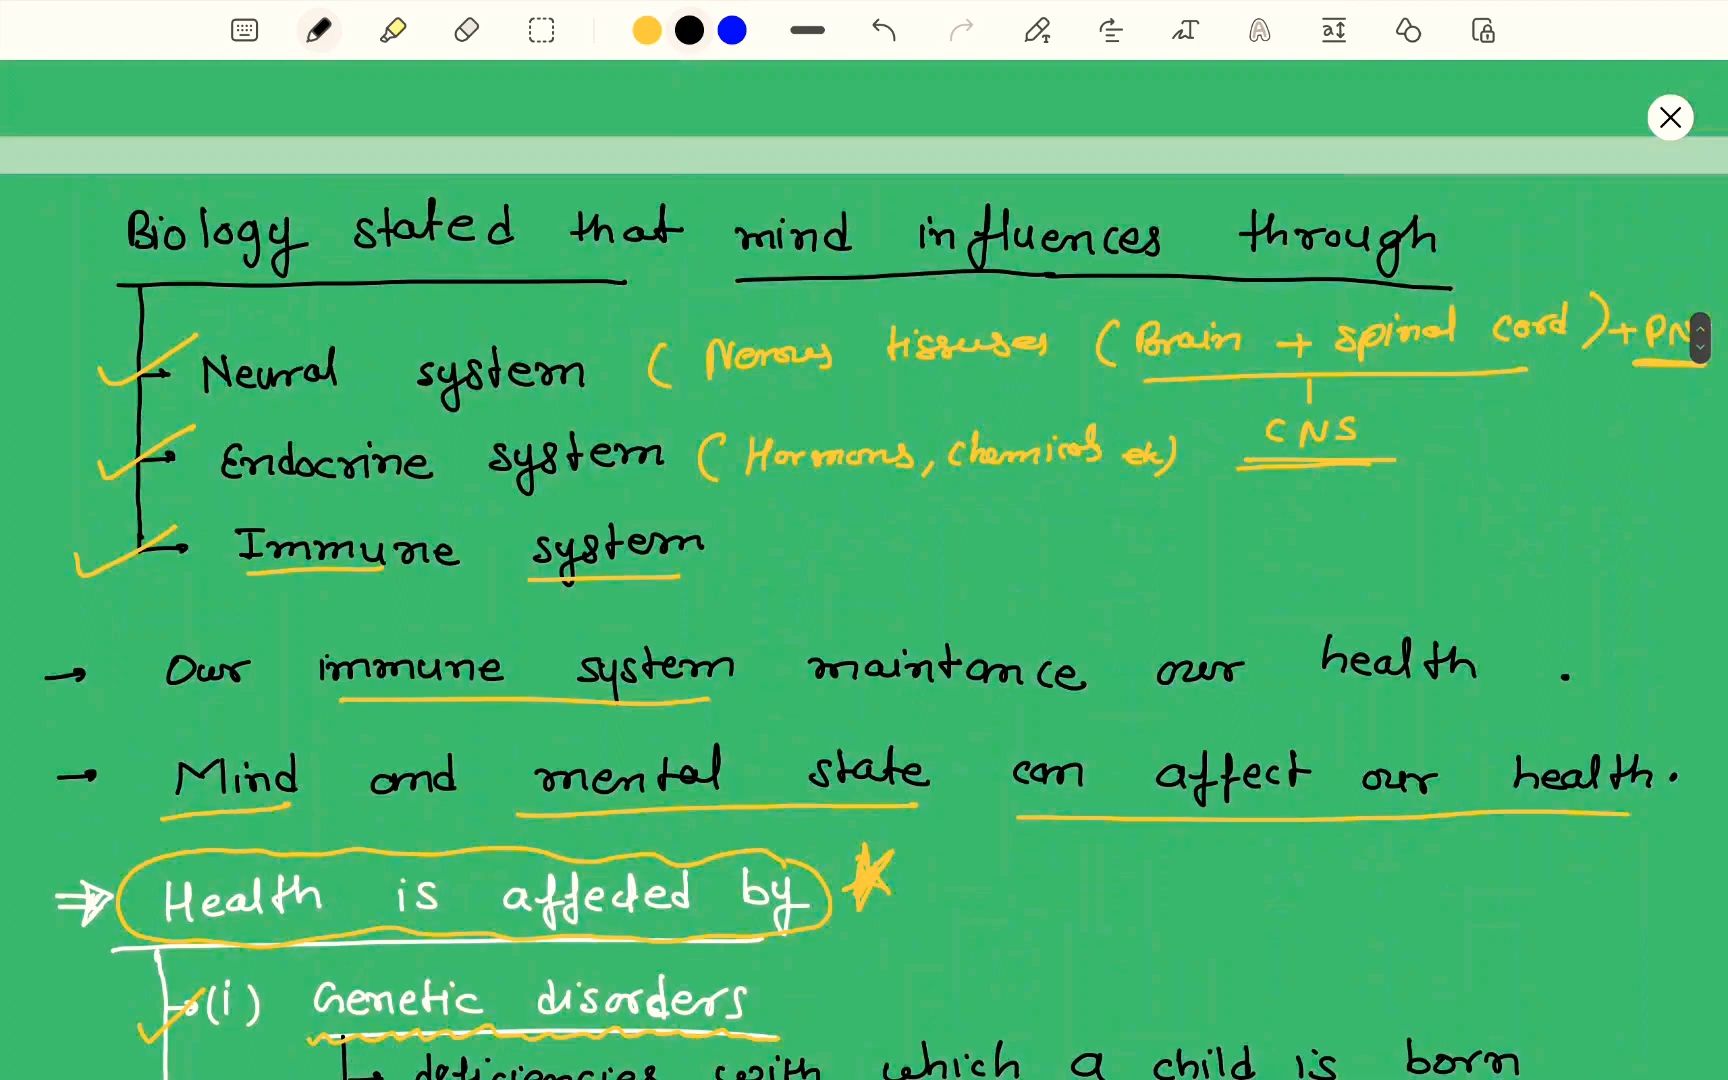 Biology stated that mind influences through
→ Neural system ( Nervous tissuses ( Brain + spinal cord ) + PN
CNS
→ Endocrine system ( Hormons, chemicals etc)
→ Immune system
→ Our immune system maintance our health .
→ Mind and mental state can affect our health.
⇒ Health is affected by
→ (i) Genetic disorders
→ deficiencies with which a child is born